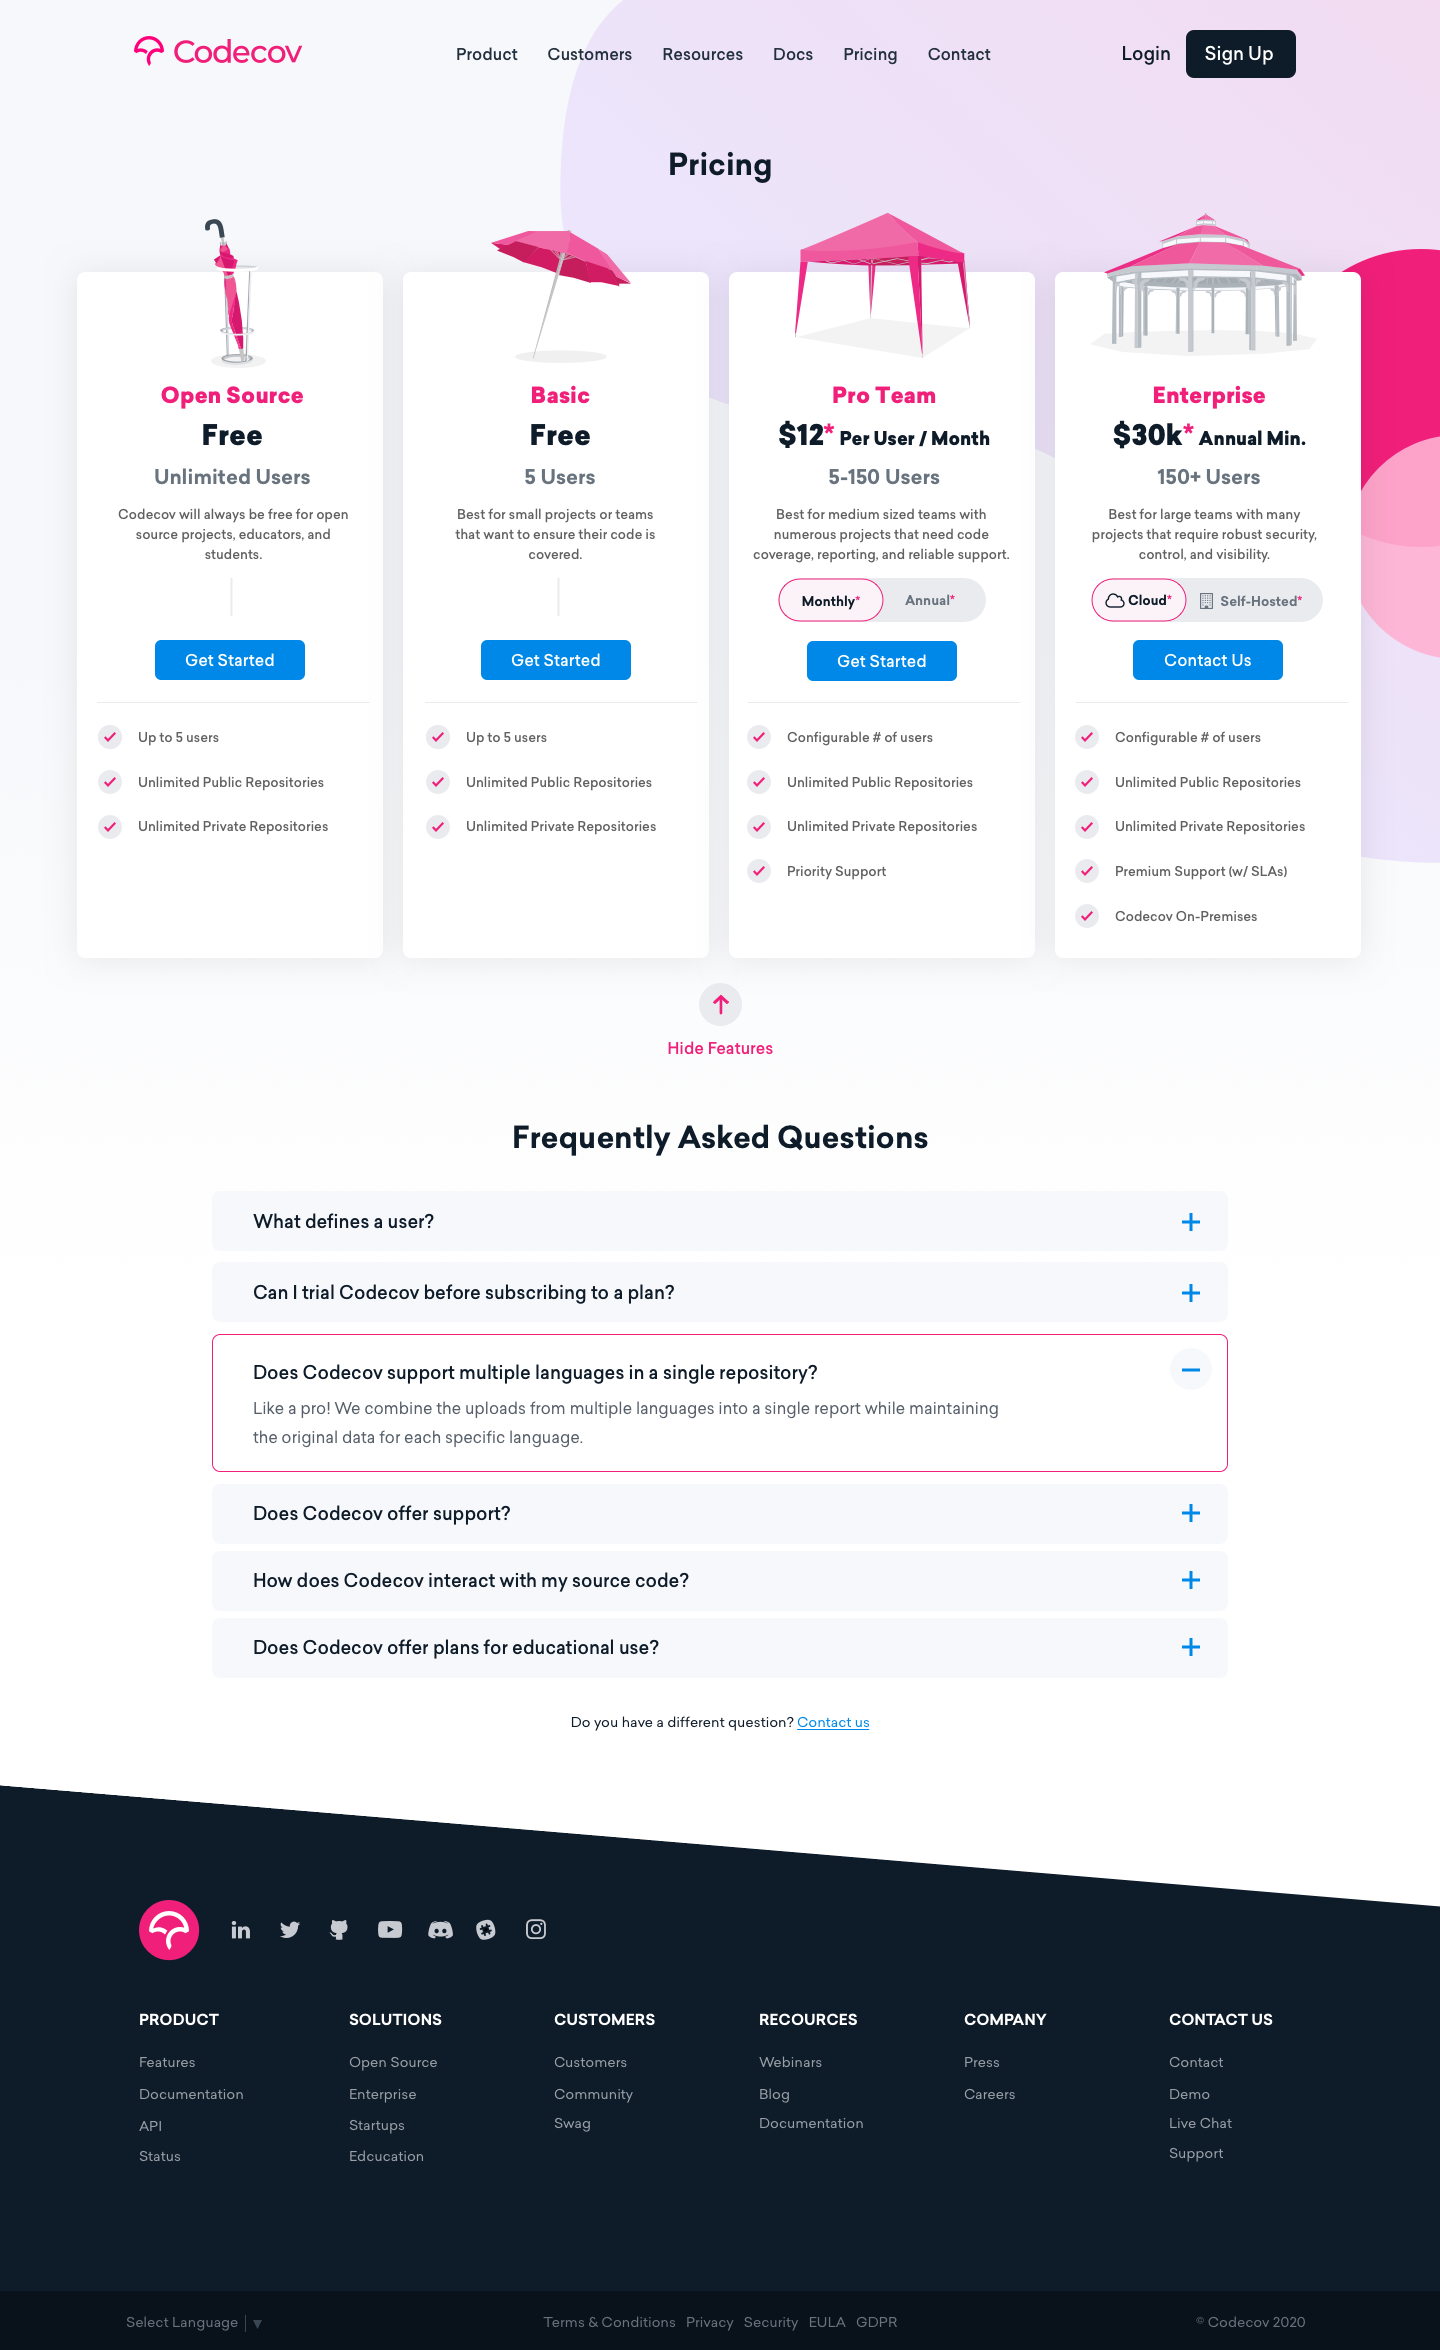 Codecov
Product Customers Resources Docs Pricing Contact
Login Sign Up
Pricing
Open Source
Free
Unlimited Users
Codecov will always be free for open
source projects, educators, and
students.
Get Started
Up to 5 users
Unlimited Public Repositories
Unlimited Private Repositories
Basic
Free
5 Users
Best for small projects or teams
that want to ensure their code is
covered.
Get Started
Up to 5 users
Unlimited Public Repositories
Unlimited Private Repositories
Pro Team
$12* Per User / Month
5-150 Users
Best for medium sized teams with
numerous projects that need code
coverage, reporting, and reliable support.
Monthly* Annual*
Get Started
Configurable # of users
Unlimited Public Repositories
Unlimited Private Repositories
Priority Support
Enterprise
$30k* Annual Min.
150+ Users
Best for large teams with many
projects that require robust security,
control, and visibility.
Cloud* Self-Hosted*
Contact Us
Configurable # of users
Unlimited Public Repositories
Unlimited Private Repositories
Premium Support (w/ SLAs)
Codecov On-Premises
Hide Features
Frequently Asked Questions
What defines a user?
Can I trial Codecov before subscribing to a plan?
Does Codecov support multiple languages in a single repository?
Like a pro! We combine the uploads from multiple languages into a single report while maintaining
the original data for each specific language.
Does Codecov offer support?
How does Codecov interact with my source code?
Does Codecov offer plans for educational use?
Do you have a different question? Contact us
in
PRODUCT
Features
Documentation
API
Status
SOLUTIONS
Open Source
Enterprise
Startups
Edcucation
CUSTOMERS
Customers
Community
Swag
RECOURCES
Webinars
Blog
Documentation
COMPANY
Press
Careers
CONTACT US
Contact
Demo
Live Chat
Support
Select Language
Terms & Conditions Privacy Security EULA GDPR
© Codecov 2020